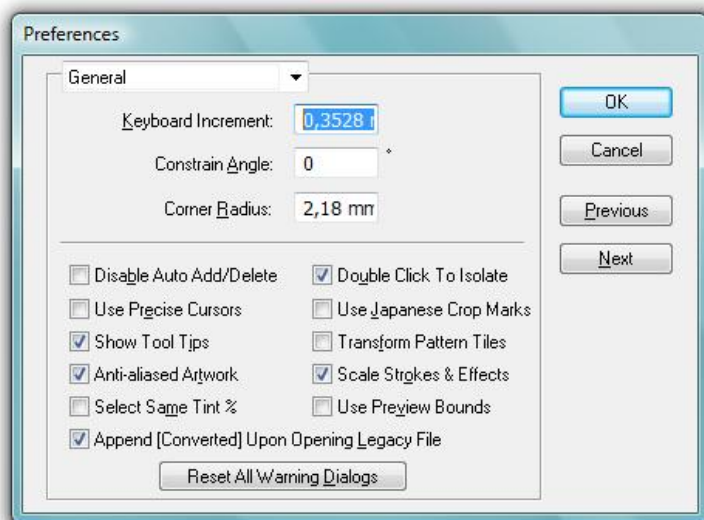 Preferences
General
Keyboard Increment: 0,3528
Constrain Angle: 0 °
Corner Radius: 2,18 mm
OK
Cancel
Previous
Next
Disable Auto Add/Delete
Double Click To Isolate
Use Precise Cursors
Use Japanese Crop Marks
Show Tool Tips
Transform Pattern Tiles
Anti-aliased Artwork
Scale Strokes & Effects
Select Same Tint %
Use Preview Bounds
Append [Converted] Upon Opening Legacy File
Reset All Warning Dialogs